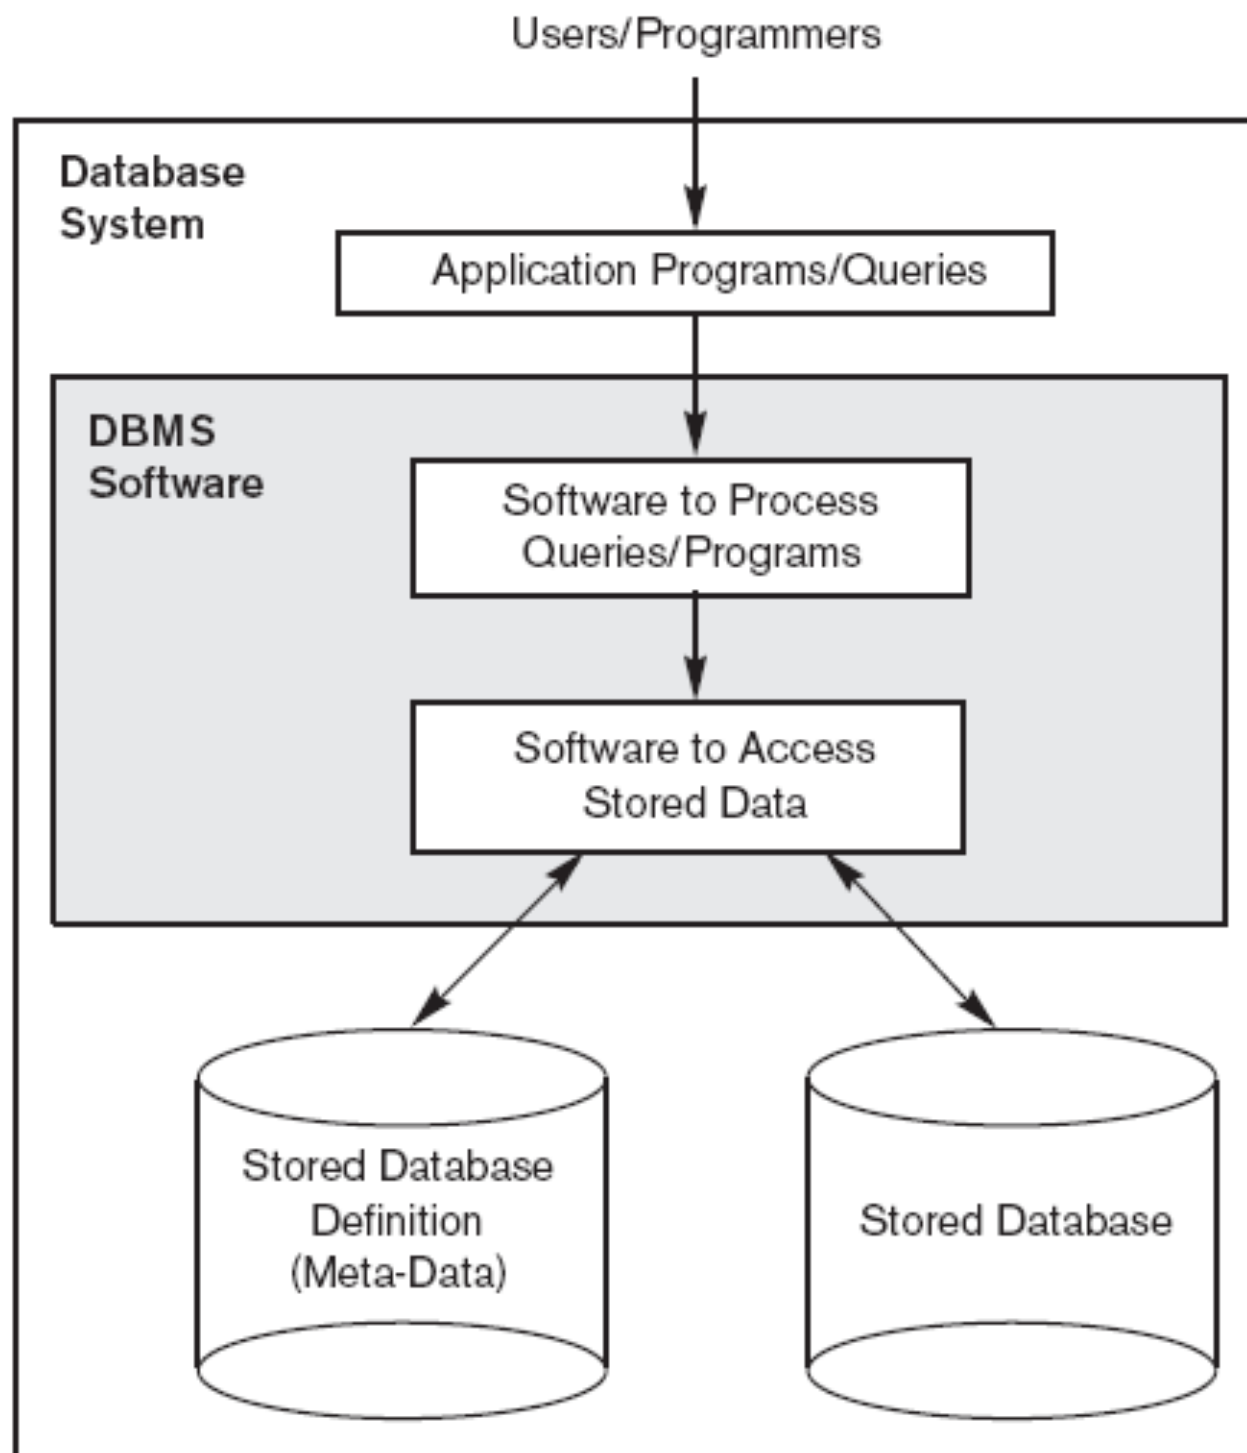 Users/Programmers
Database
System
Application Programs/Queries
DBMS
Software
Software to Process
Queries/Programs
Software to Access
Stored Data
Stored Database
Definition
(Meta-Data)
Stored Database